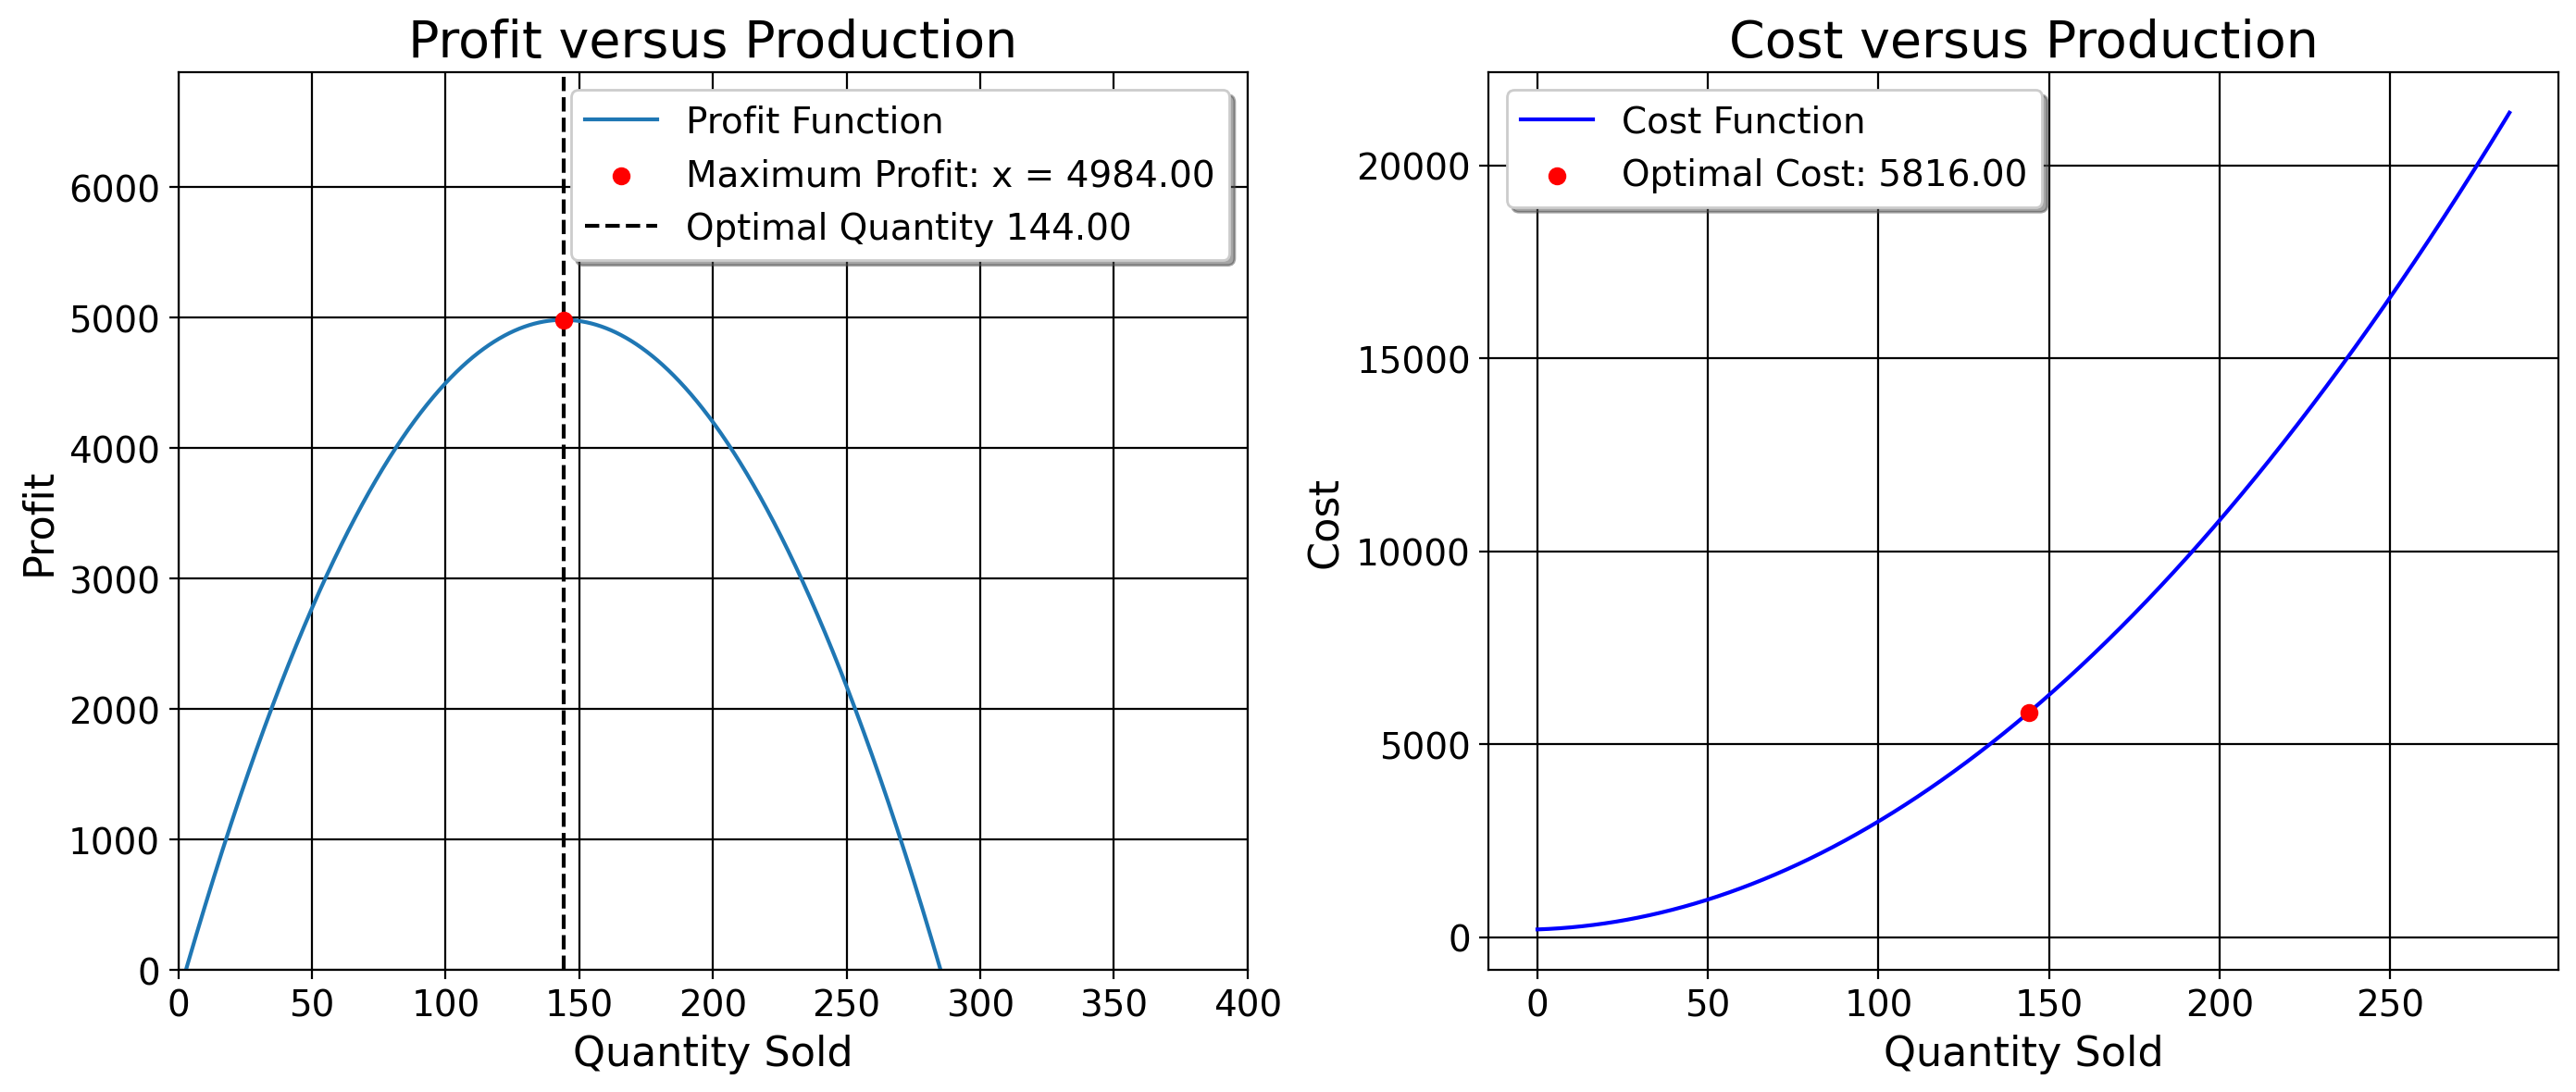 Profit versus Production
Profit Function
Maximum Profit: x = 4984.00
Optimal Quantity 144.00
6000
5000
4000
3000
2000
1000
0
Profit
0 50 100 150 200 250 300 350 400
Quantity Sold
Cost versus Production
Cost Function
Optimal Cost: 5816.00
20000
15000
10000
5000
0
Cost
0 50 100 150 200 250
Quantity Sold